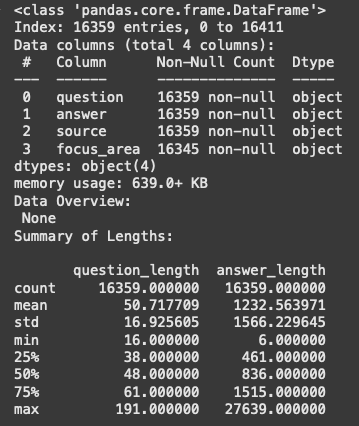 <class 'pandas.core.frame.DataFrame'>
Index: 16359 entries, 0 to 16411
Data columns (total 4 columns):
 #   Column      Non-Null Count  Dtype
---  ------      --------------  -----
 0   question    16359 non-null  object
 1   answer      16359 non-null  object
 2   source      16359 non-null  object
 3   focus_area  16345 non-null  object
dtypes: object(4)
memory usage: 639.0+ KB
Data Overview:
 None
Summary of Lengths:
       question_length  answer_length
count     16359.000000   16359.000000
mean         50.717709    1232.563971
std          16.925605    1566.229645
min          16.000000       6.000000
25%          38.000000     461.000000
50%          48.000000     836.000000
75%          61.000000    1515.000000
max         191.000000   27639.000000